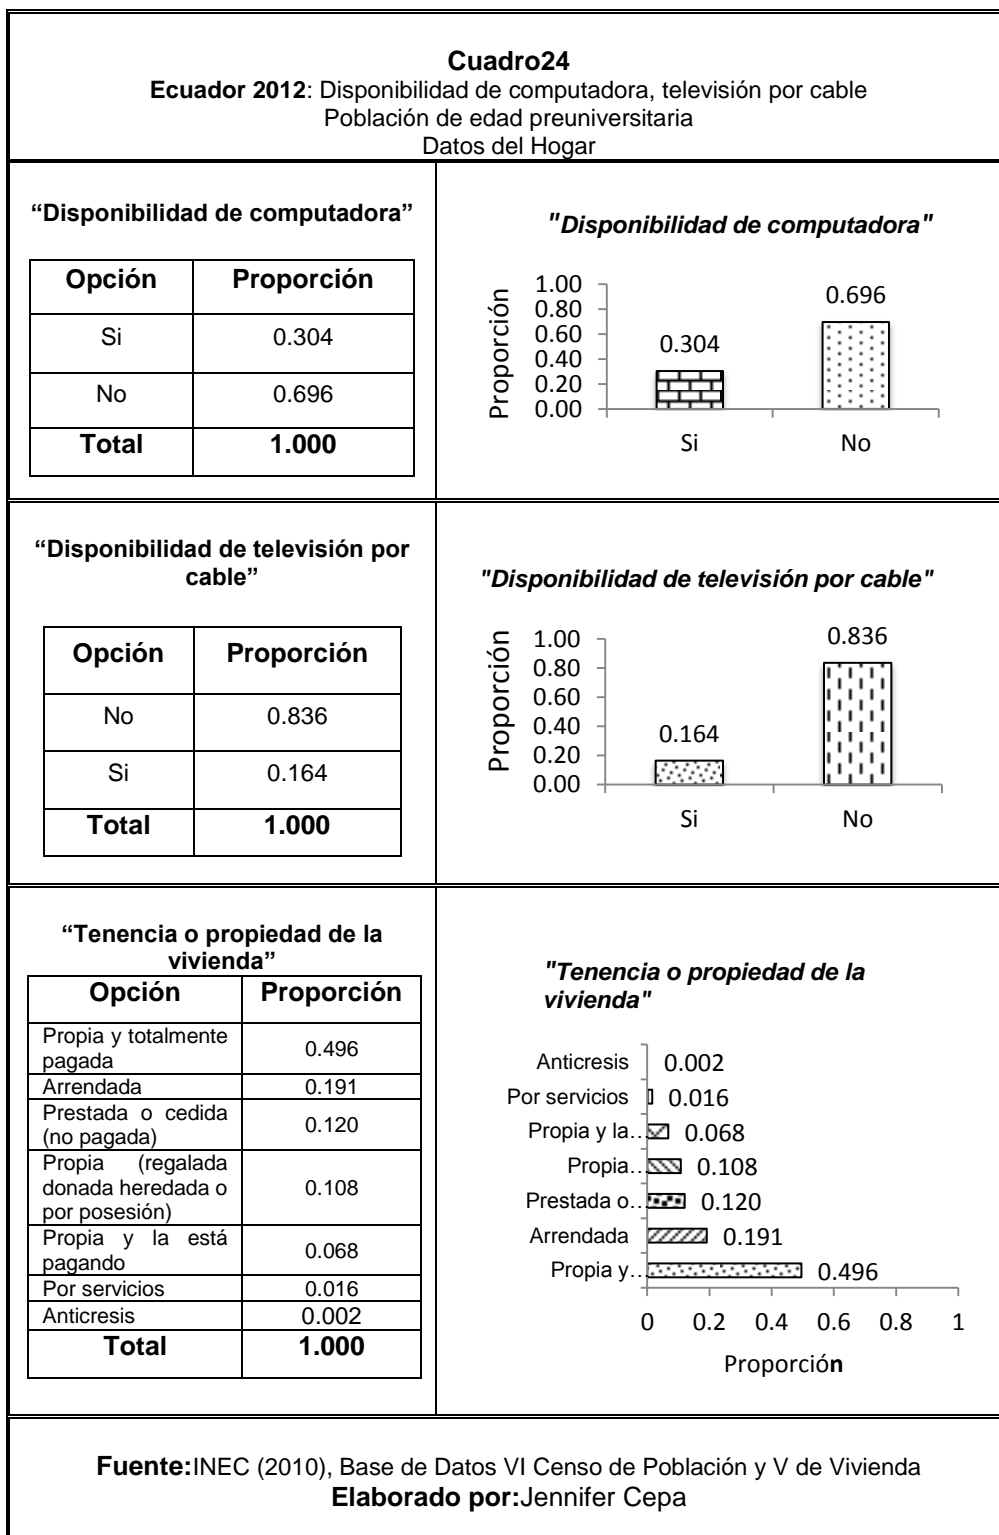 Cuadro24
Ecuador 2012: Disponibilidad de computadora, televisión por cable
Población de edad preuniversitaria
Datos del Hogar
“Disponibilidad de computadora”
Opción Proporción
Si 0.304
No 0.696
Total 1.000
"Disponibilidad de computadora"
Proporción
1.00
0.80
0.60
0.40
0.20
0.00
0.304
0.696
Si No
“Disponibilidad de televisión por
cable”
Opción Proporción
No 0.836
Si 0.164
Total 1.000
"Disponibilidad de televisión por cable"
Proporción
1.00
0.80
0.60
0.40
0.20
0.00
0.164
0.836
Si No
“Tenencia o propiedad de la
vivienda”
Opción Proporción
Propia y totalmente
pagada 0.496
Arrendada 0.191
Prestada o cedida
(no pagada) 0.120
Propia (regalada
donada heredada o 0.108
por posesión)
Propia y la está
pagando 0.068
Por servicios 0.016
Anticresis 0.002
Total 1.000
"Tenencia o propiedad de la
vivienda"
Anticresis 0.002
Por servicios 0.016
Propia y la… 0.068
Propia… 0.108
Prestada o… 0.120
Arrendada 0.191
Propia y… 0.496
0 0.2 0.4 0.6 0.8 1
Proporción
Fuente:INEC (2010), Base de Datos VI Censo de Población y V de Vivienda
Elaborado por:Jennifer Cepa